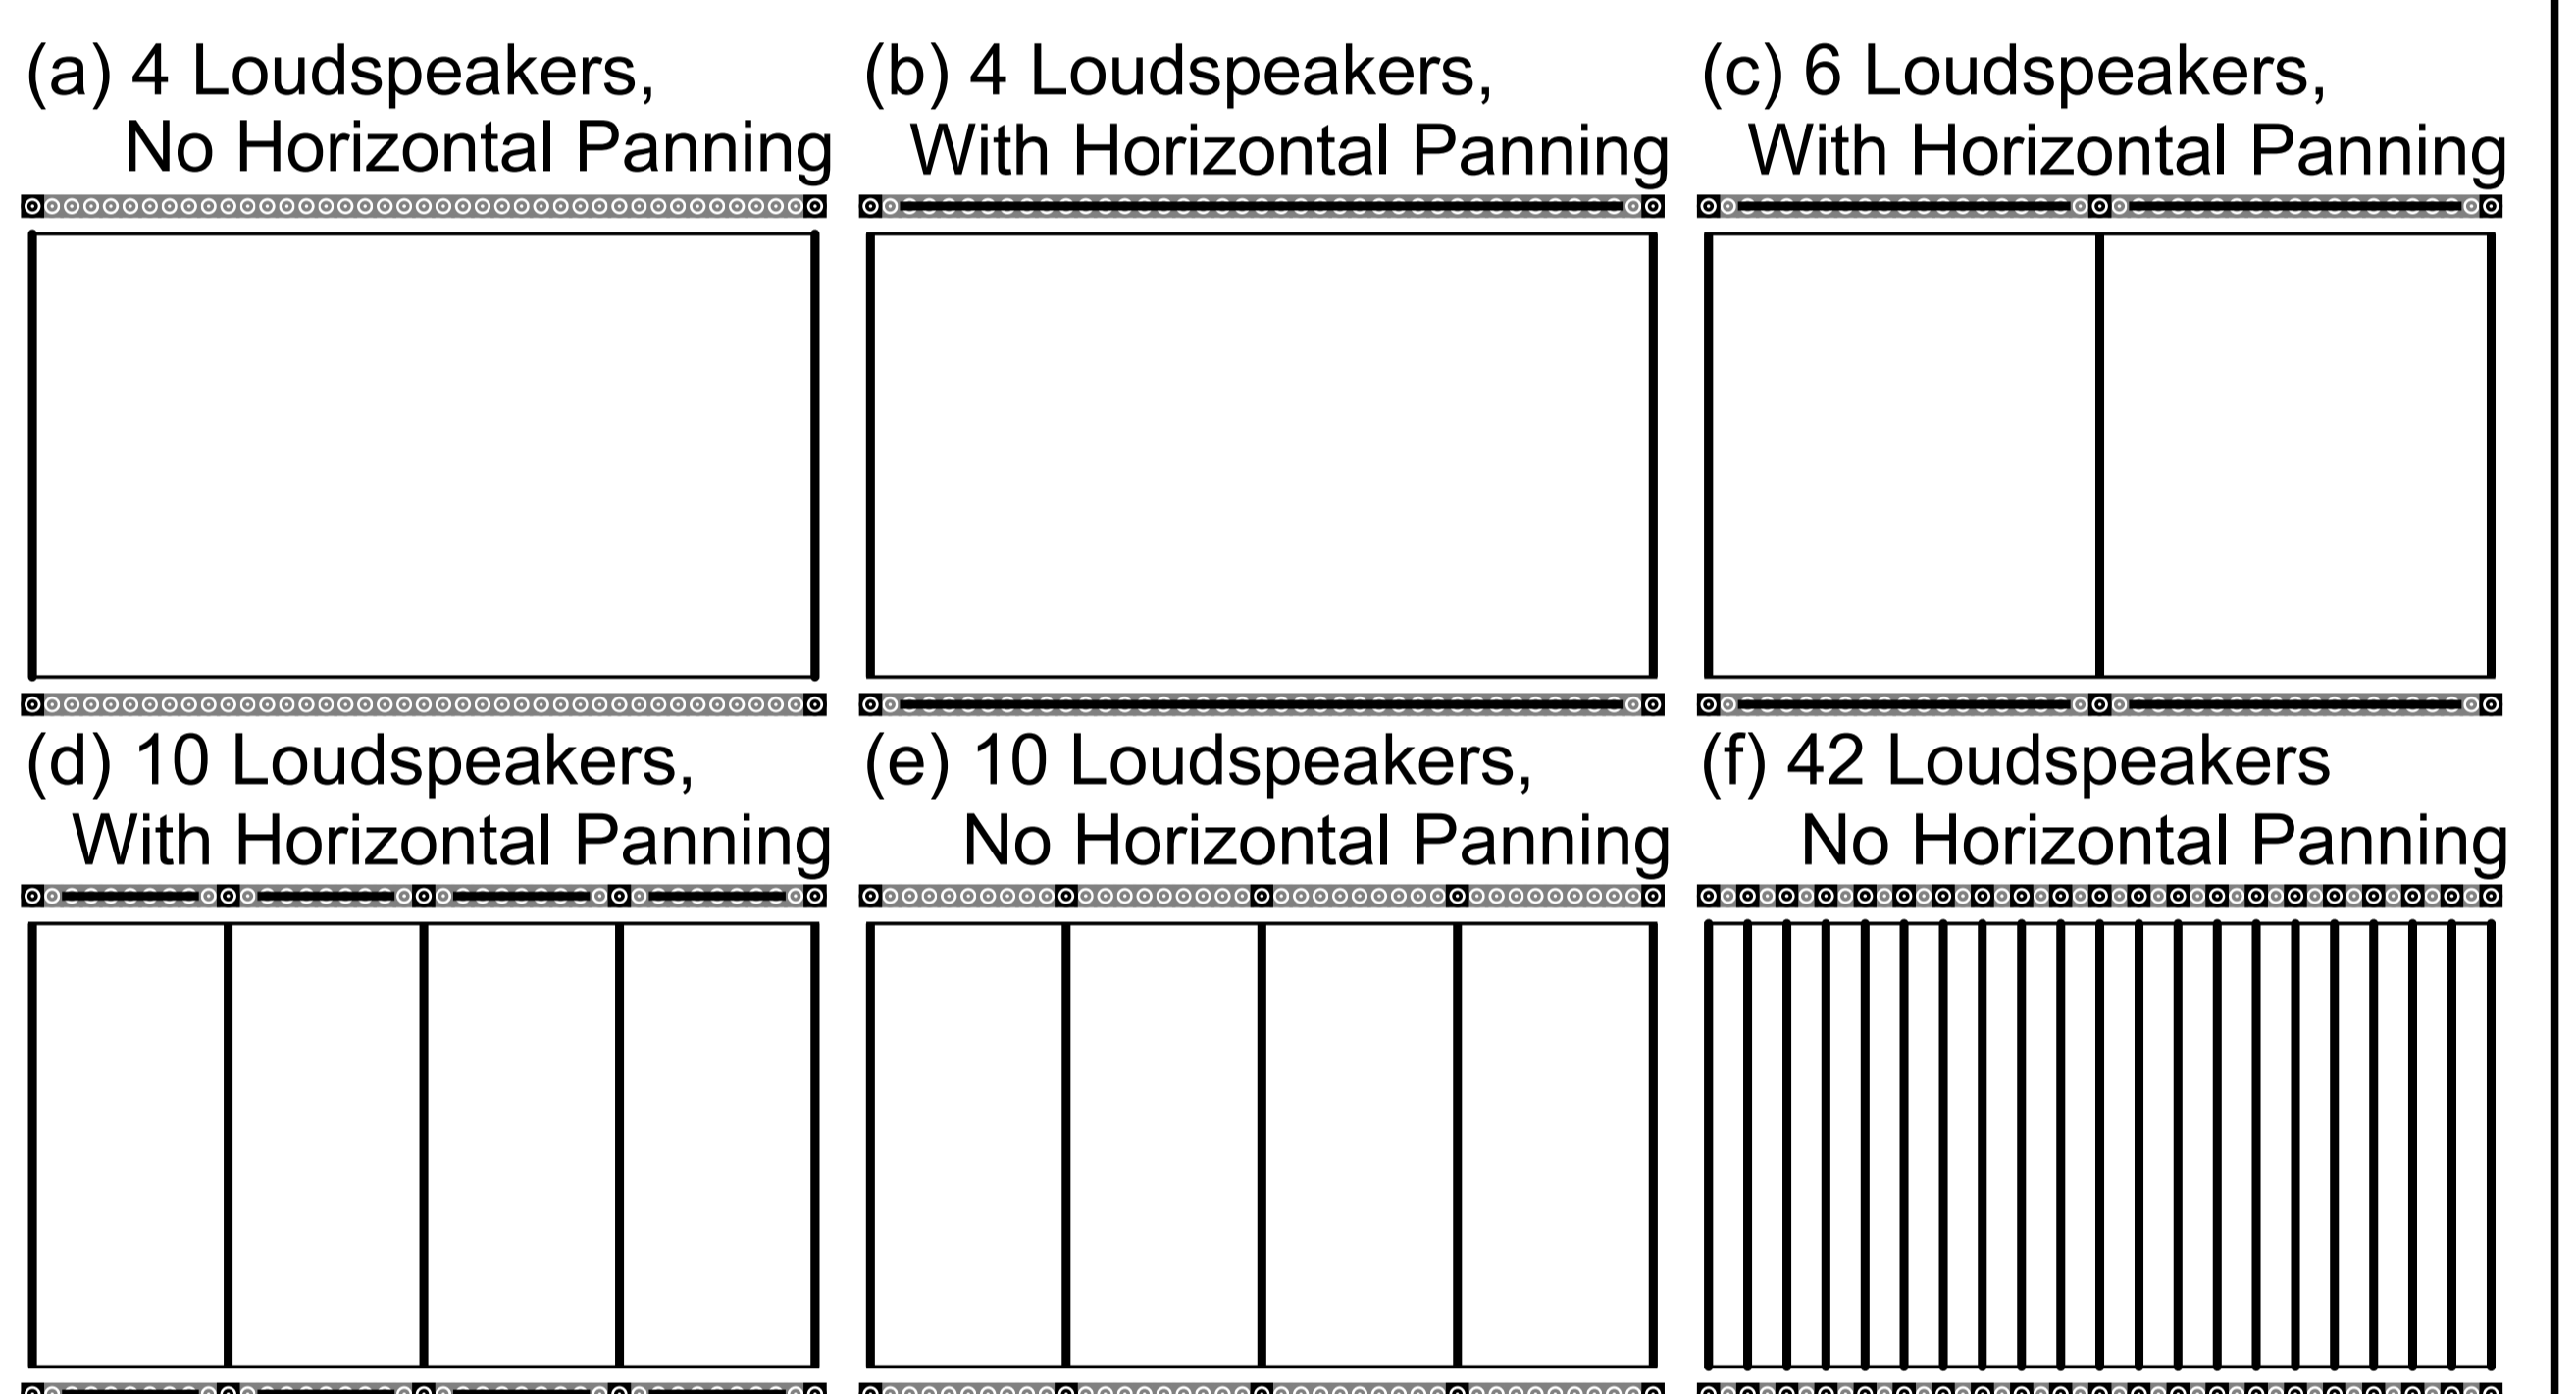 (a) 4 Loudspeakers,
No Horizontal Panning
(b) 4 Loudspeakers,
With Horizontal Panning
(c) 6 Loudspeakers,
With Horizontal Panning
(d) 10 Loudspeakers,
With Horizontal Panning
(e) 10 Loudspeakers,
No Horizontal Panning
(f) 42 Loudspeakers
No Horizontal Panning